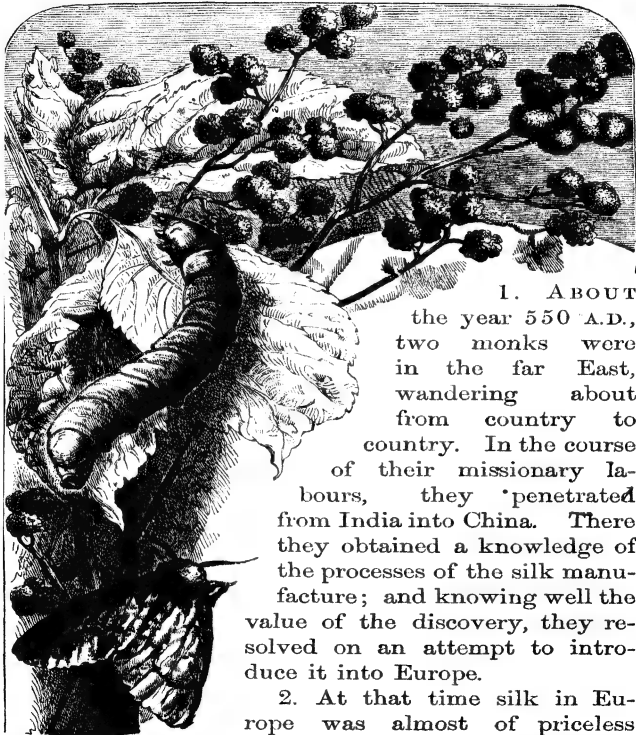 1. ABOUT
the year 550 A.D.,
two monks were
in the far East,
wandering about
from country to
country. In the course
of their missionary la-
bours, they •penetrated
from India into China. There
they obtained a knowledge of
the processes of the silk manu-
facture; and knowing well the
value of the discovery, they re-
solved on an attempt to intro-
duce it into Europe.
2. At that time silk in Eu-
rope was almost of priceless